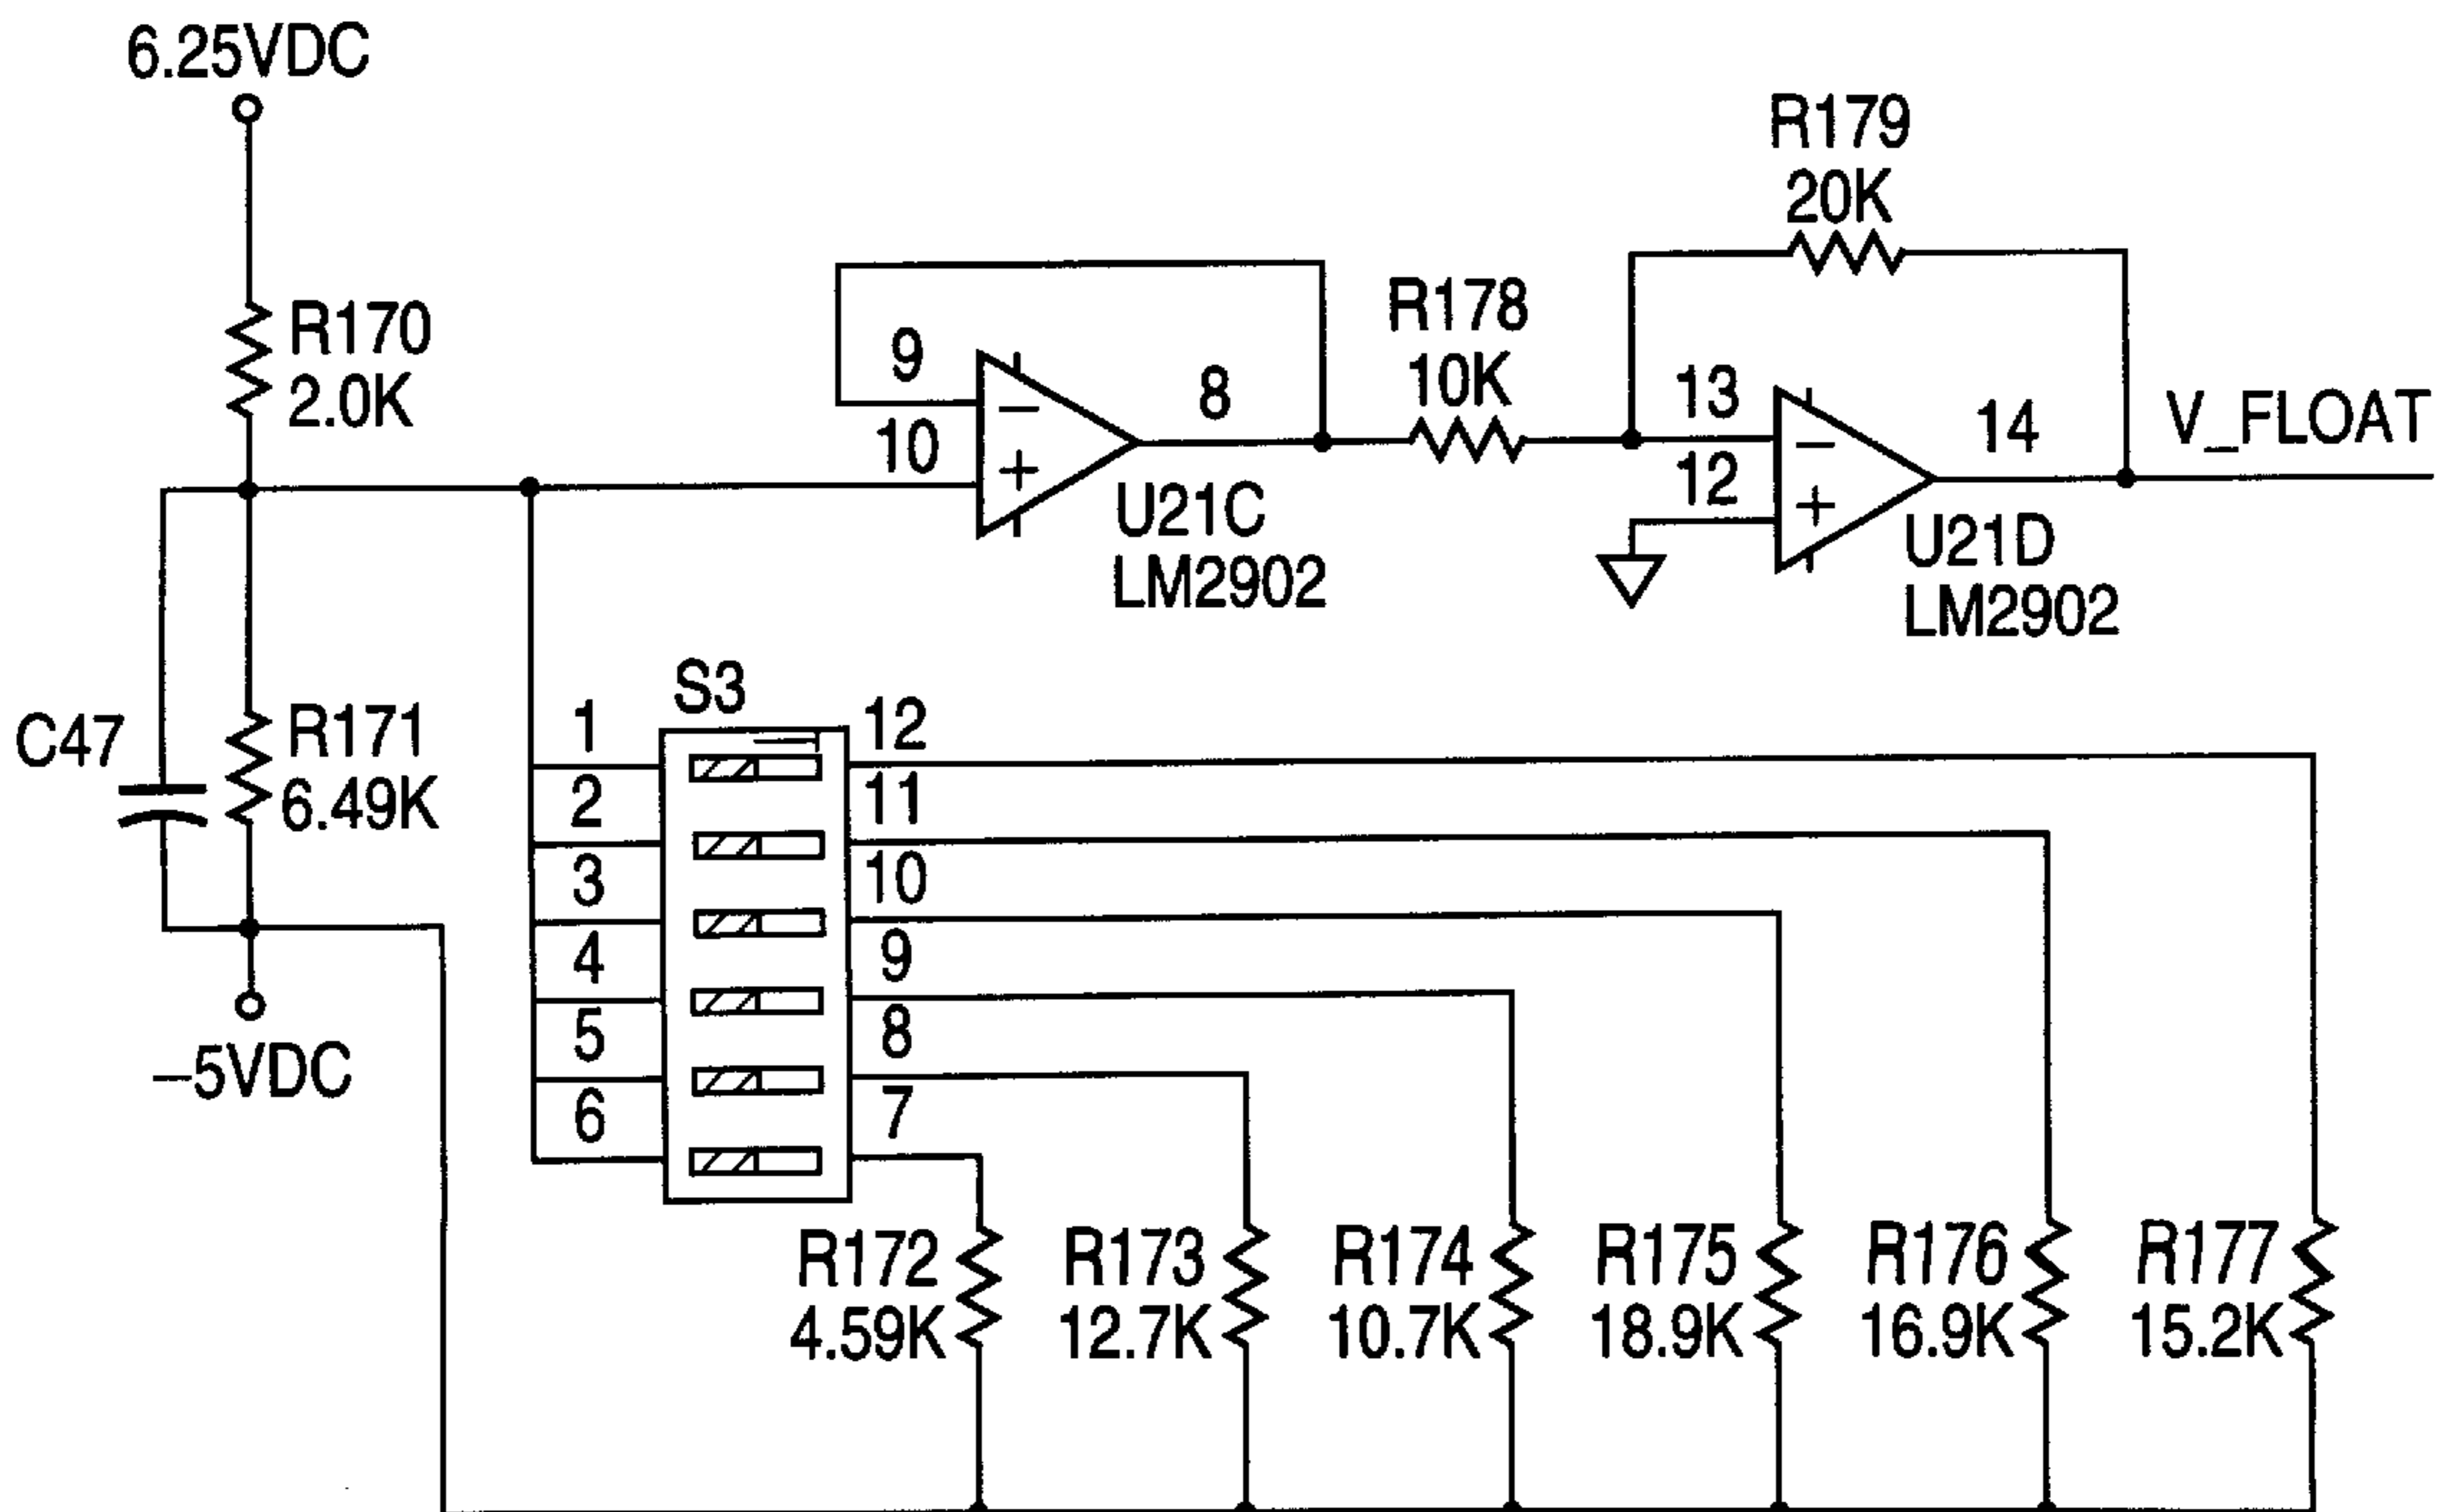 6.25VDC
R170
2.0K
C47
R171
6.49K
–5VDC
9
10
–
+
8
U21C
LM2902
R178
10K
R179
20K
13
12
–
+
14
V_FLOAT
U21D
LM2902
S3
1
12
2
11
3
10
4
9
5
8
6
7
R172
4.59K
R173
12.7K
R174
10.7K
R175
18.9K
R176
16.9K
R177
15.2K